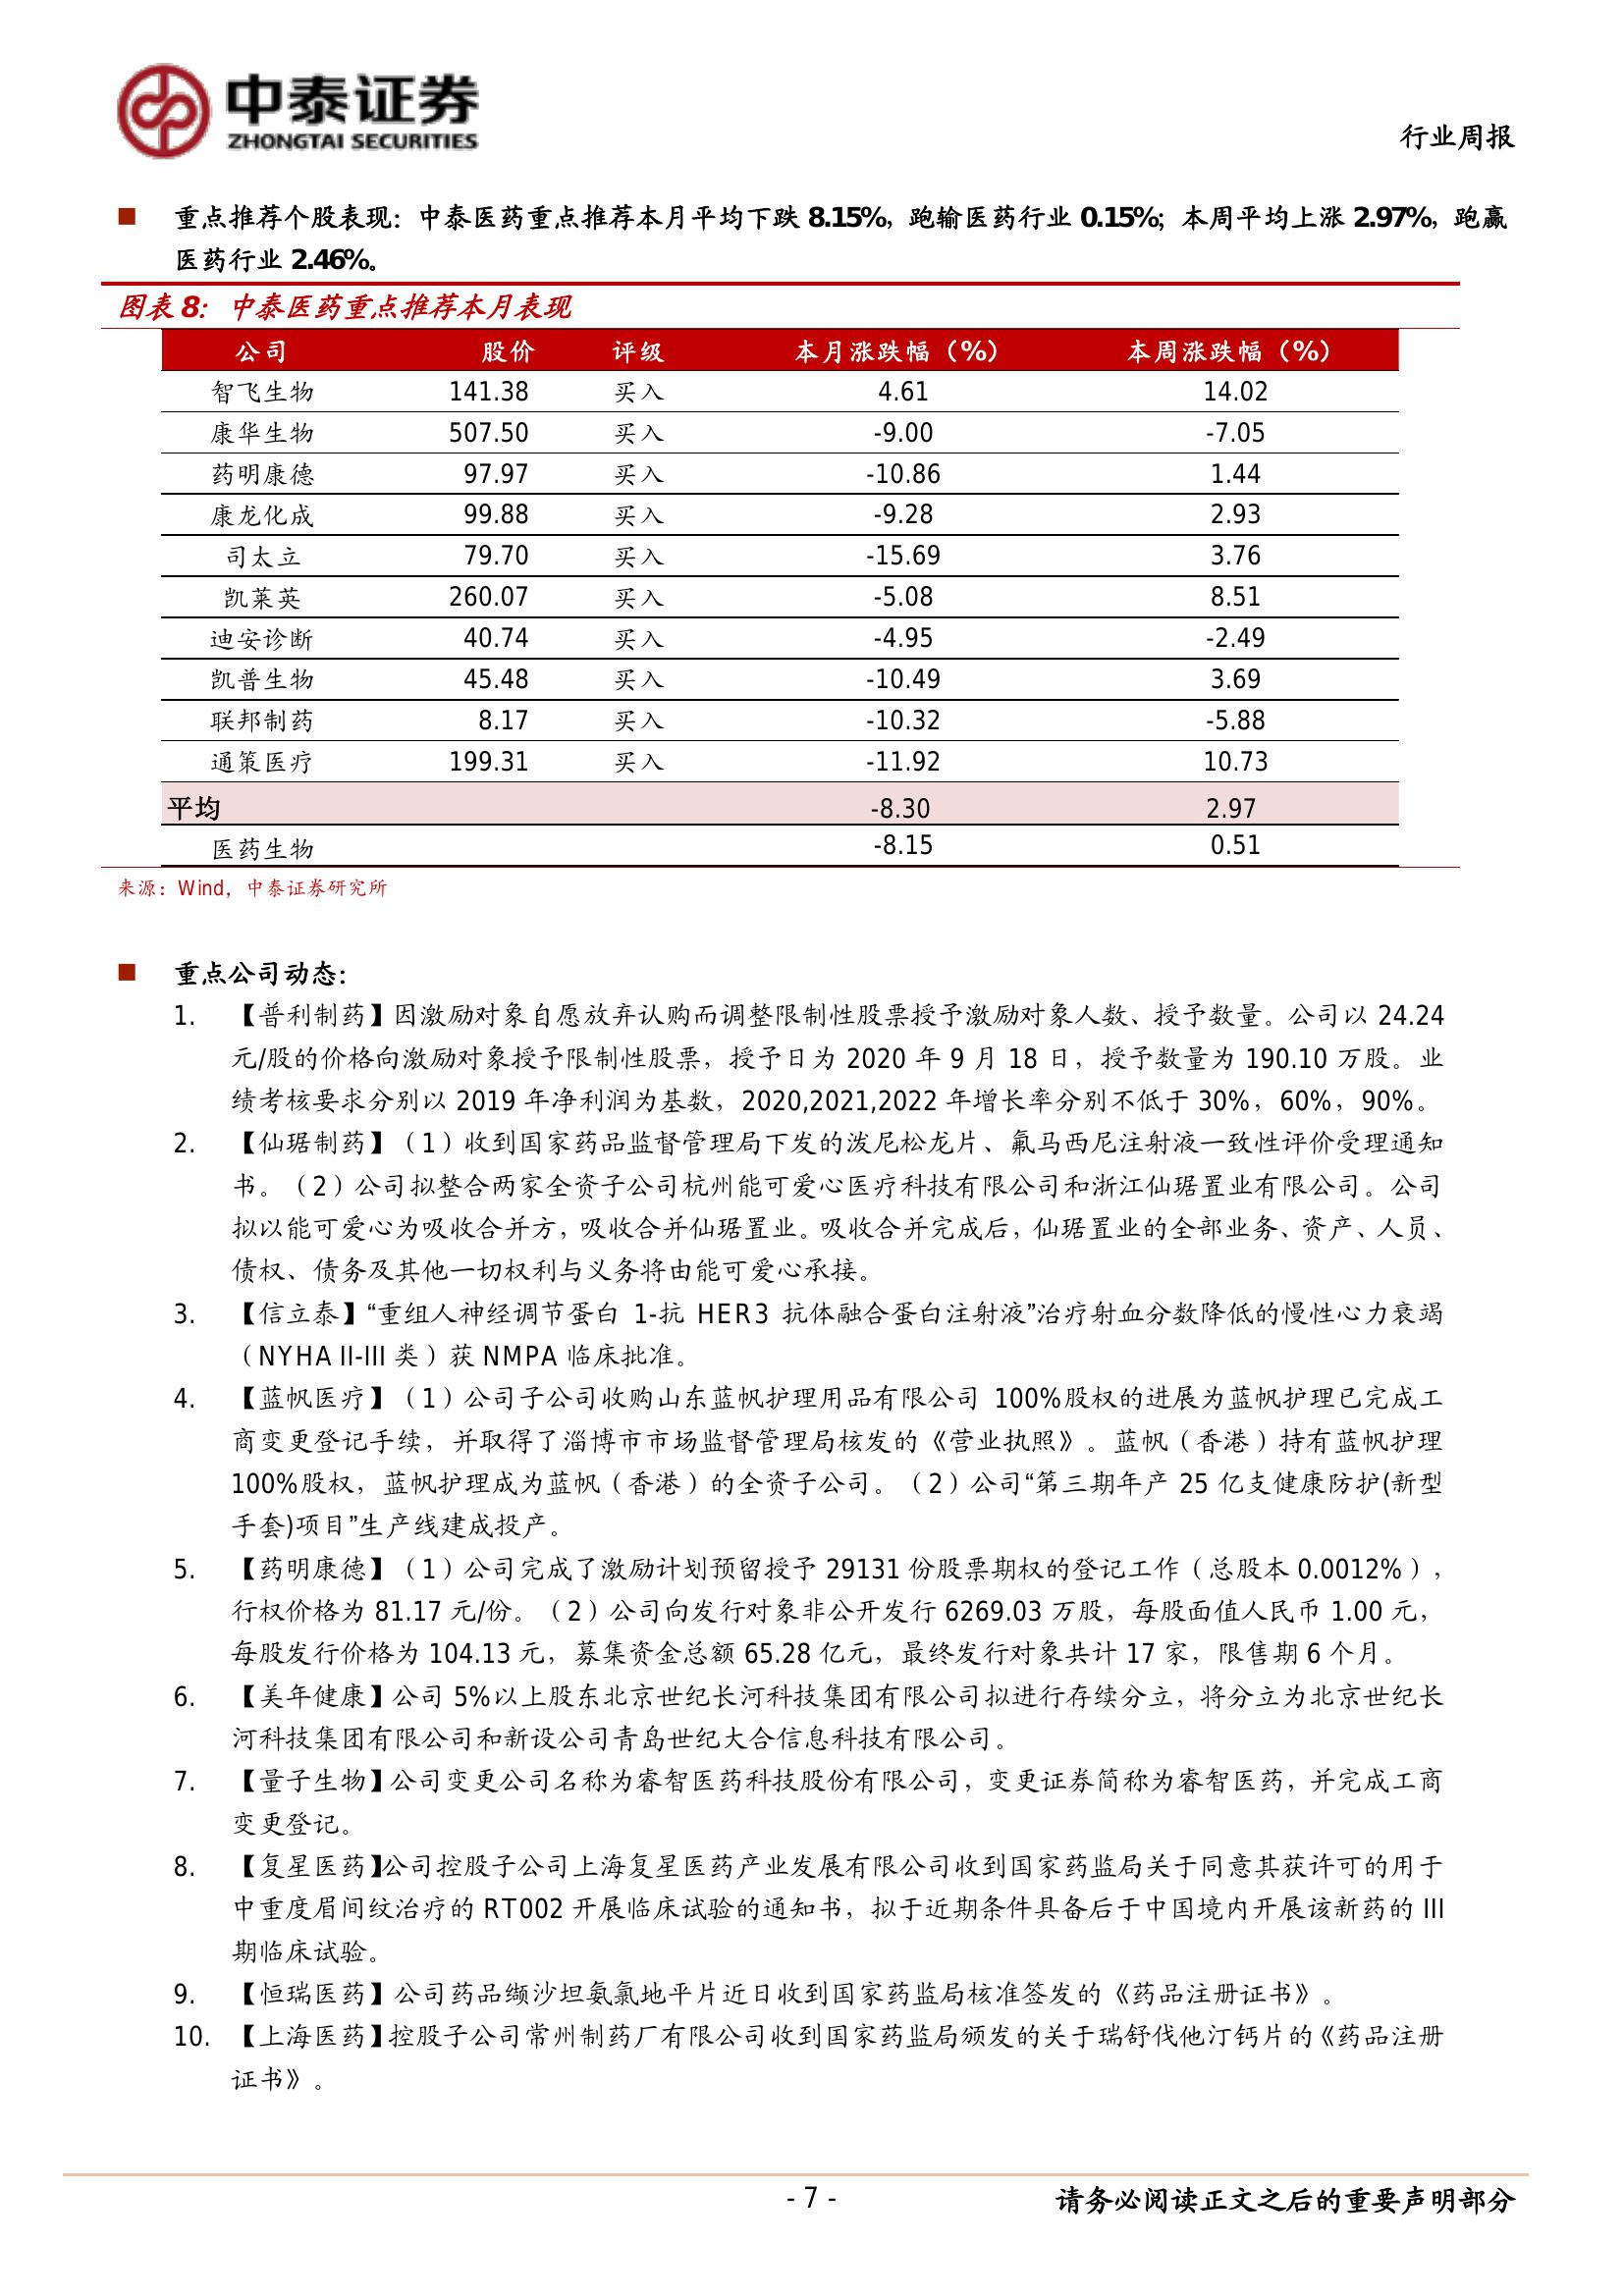 中泰证券
ZHONGTAI SECURITIES
行业周报
■ 重点推荐个股表现：中泰医药重点推荐本月平均下跌 8.15%，跑输医药行业 0.15%；本周平均上涨 2.97%，跑赢
医药行业 2.46%。
图表 8：中泰医药重点推荐本月表现
公司 股价 评级 本月涨跌幅（%） 本周涨跌幅（%）
智飞生物 141.38 买入 4.61 14.02
康华生物 507.50 买入 -9.00 -7.05
药明康德 97.97 买入 -10.86 1.44
康龙化成 99.88 买入 -9.28 2.93
司太立 79.70 买入 -15.69 3.76
凯莱英 260.07 买入 -5.08 8.51
迪安诊断 40.74 买入 -4.95 -2.49
凯普生物 45.48 买入 -10.49 3.69
联邦制药 8.17 买入 -10.32 -5.88
通策医疗 199.31 买入 -11.92 10.73
平均 -8.30 2.97
医药生物 -8.15 0.51
来源：Wind，中泰证券研究所
■ 重点公司动态：
1. 【普利制药】因激励对象自愿放弃认购而调整限制性股票授予激励对象人数、授予数量。公司以 24.24
元/股的价格向激励对象授予限制性股票，授予日为 2020 年 9 月 18 日，授予数量为 190.10 万股。业
绩考核要求分别以 2019 年净利润为基数，2020,2021,2022 年增长率分别不低于 30%，60%，90%。
2. 【仙琚制药】（1）收到国家药品监督管理局下发的泼尼松龙片、氟马西尼注射液一致性评价受理通知
书。（2）公司拟整合两家全资子公司杭州能可爱心医疗科技有限公司和浙江仙琚置业有限公司。公司
拟以能可爱心为吸收合并方，吸收合并仙琚置业。吸收合并完成后，仙琚置业的全部业务、资产、人员、
债权、债务及其他一切权利与义务将由能可爱心承接。
3. 【信立泰】“重组人神经调节蛋白 1-抗 HER3 抗体融合蛋白注射液”治疗射血分数降低的慢性心力衰竭
（NYHA II-III 类）获 NMPA 临床批准。
4. 【蓝帆医疗】（1）公司子公司收购山东蓝帆护理用品有限公司 100%股权的进展为蓝帆护理已完成工
商变更登记手续，并取得了淄博市市场监督管理局核发的《营业执照》。蓝帆（香港）持有蓝帆护理
100%股权，蓝帆护理成为蓝帆（香港）的全资子公司。（2）公司“第三期年产 25 亿支健康防护(新型
手套)项目”生产线建成投产。
5. 【药明康德】（1）公司完成了激励计划预留授予 29131 份股票期权的登记工作（总股本 0.0012%），
行权价格为 81.17 元/份。（2）公司向发行对象非公开发行 6269.03 万股，每股面值人民币 1.00 元，
每股发行价格为 104.13 元，募集资金总额 65.28 亿元，最终发行对象共计 17 家，限售期 6 个月。
6. 【美年健康】公司 5%以上股东北京世纪长河科技集团有限公司拟进行存续分立，将分立为北京世纪长
河科技集团有限公司和新设公司青岛世纪大合信息科技有限公司。
7. 【量子生物】公司变更公司名称为睿智医药科技股份有限公司，变更证券简称为睿智医药，并完成工商
变更登记。
8. 【复星医药】公司控股子公司上海复星医药产业发展有限公司收到国家药监局关于同意其获许可的用于
中重度眉间纹治疗的 RT002 开展临床试验的通知书，拟于近期条件具备后于中国境内开展该新药的 III
期临床试验。
9. 【恒瑞医药】公司药品缬沙坦氨氯地平片近日收到国家药监局核准签发的《药品注册证书》。
10. 【上海医药】控股子公司常州制药厂有限公司收到国家药监局颁发的关于瑞舒伐他汀钙片的《药品注册
证书》。
- 7 -
请务必阅读正文之后的重要声明部分